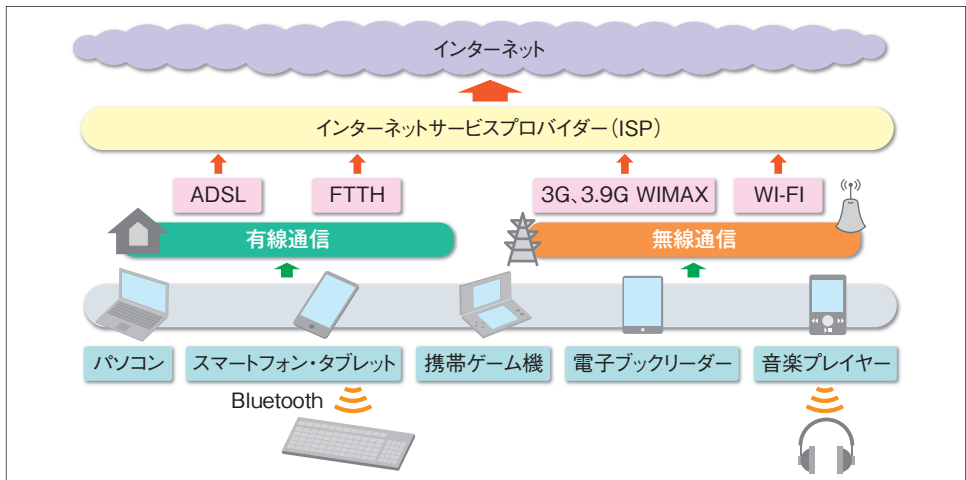 インターネット
インターネットサービスプロバイダー(ISP)
ADSL
FTTH
3G、3.9G WIMAX
WI-FI
有線通信
無線通信
パソコン
スマートフォン・タブレット
携帯ゲーム機
電子ブックリーダー
音楽プレイヤー
Bluetooth